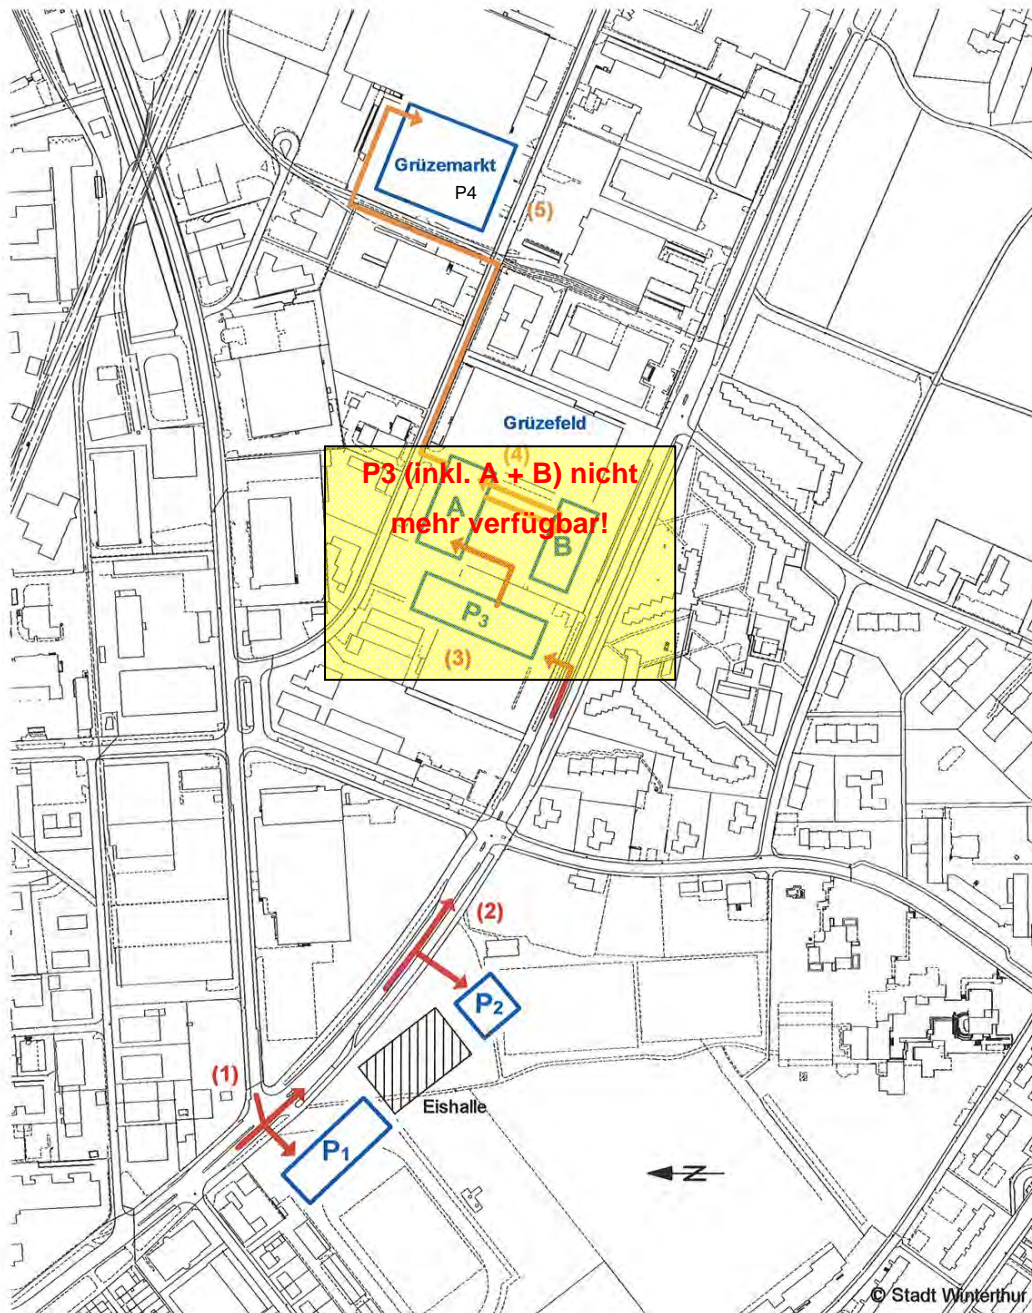 Grüzemarkt
P4
(5)
Grüzefeld
(4)
P3 (inkl. A + B) nicht
mehr verfügbar!
A
B
P3
(3)
(2)
P2
(1)
Eishalle
P1
N
© Stadt Winterthur